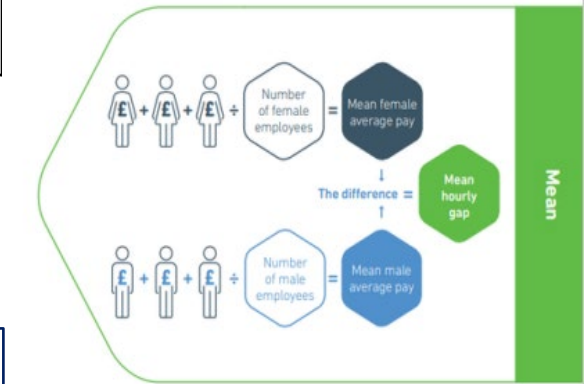 £ + £ + £ ÷
Number
of female
employees
=
Mean female
average pay
The difference =
Mean
hourly
gap
£ + £ + £ ÷
Number
of male
employees
=
Mean male
average pay
Mean